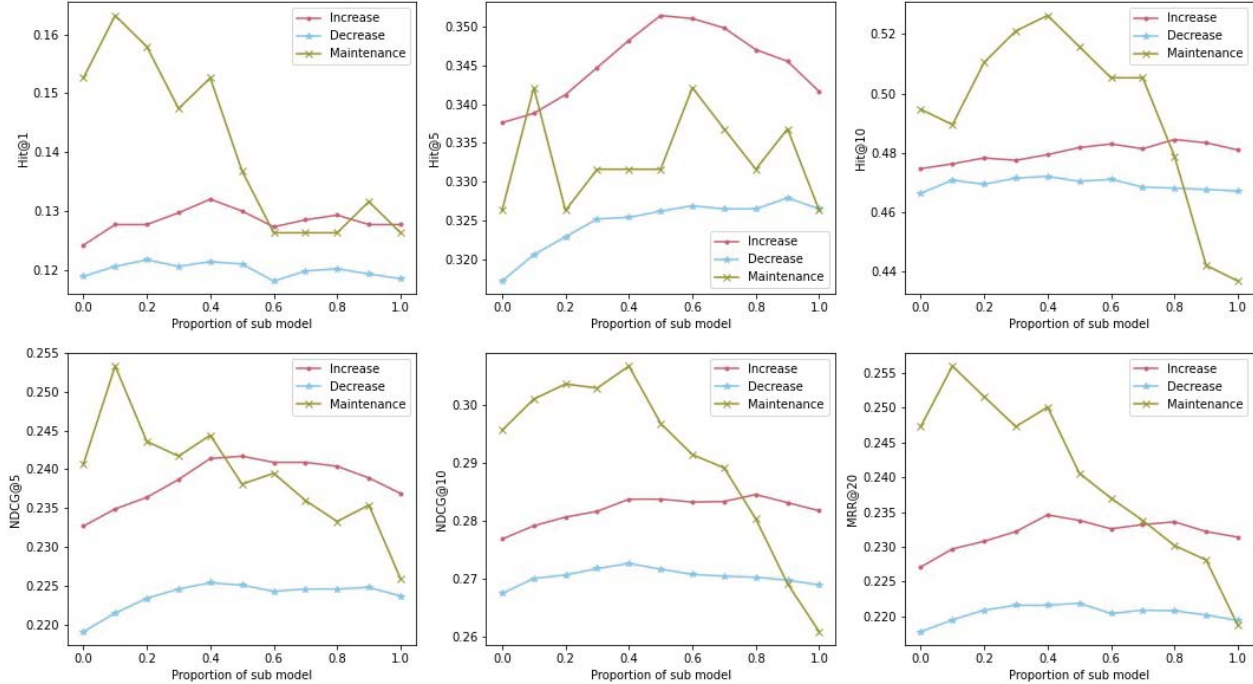 Hit@1
0.16
0.15
0.14
0.13
0.12
0.0 0.2 0.4 0.6 0.8 1.0
Proportion of sub model
Increase
Decrease
Maintenance
Hit@5
0.350
0.345
0.340
0.335
0.330
0.325
0.320
0.0 0.2 0.4 0.6 0.8 1.0
Proportion of sub model
Increase
Decrease
Maintenance
Hit@10
0.52
0.50
0.48
0.46
0.44
0.0 0.2 0.4 0.6 0.8 1.0
Proportion of sub model
Increase
Decrease
Maintenance
NDCG@5
0.255
0.250
0.245
0.240
0.235
0.230
0.225
0.220
0.0 0.2 0.4 0.6 0.8 1.0
Proportion of sub model
Increase
Decrease
Maintenance
NDCG@10
0.30
0.29
0.28
0.27
0.26
0.0 0.2 0.4 0.6 0.8 1.0
Proportion of sub model
Increase
Decrease
Maintenance
MRR@20
0.255
0.250
0.245
0.240
0.235
0.230
0.225
0.220
0.0 0.2 0.4 0.6 0.8 1.0
Proportion of sub model
Increase
Decrease
Maintenance